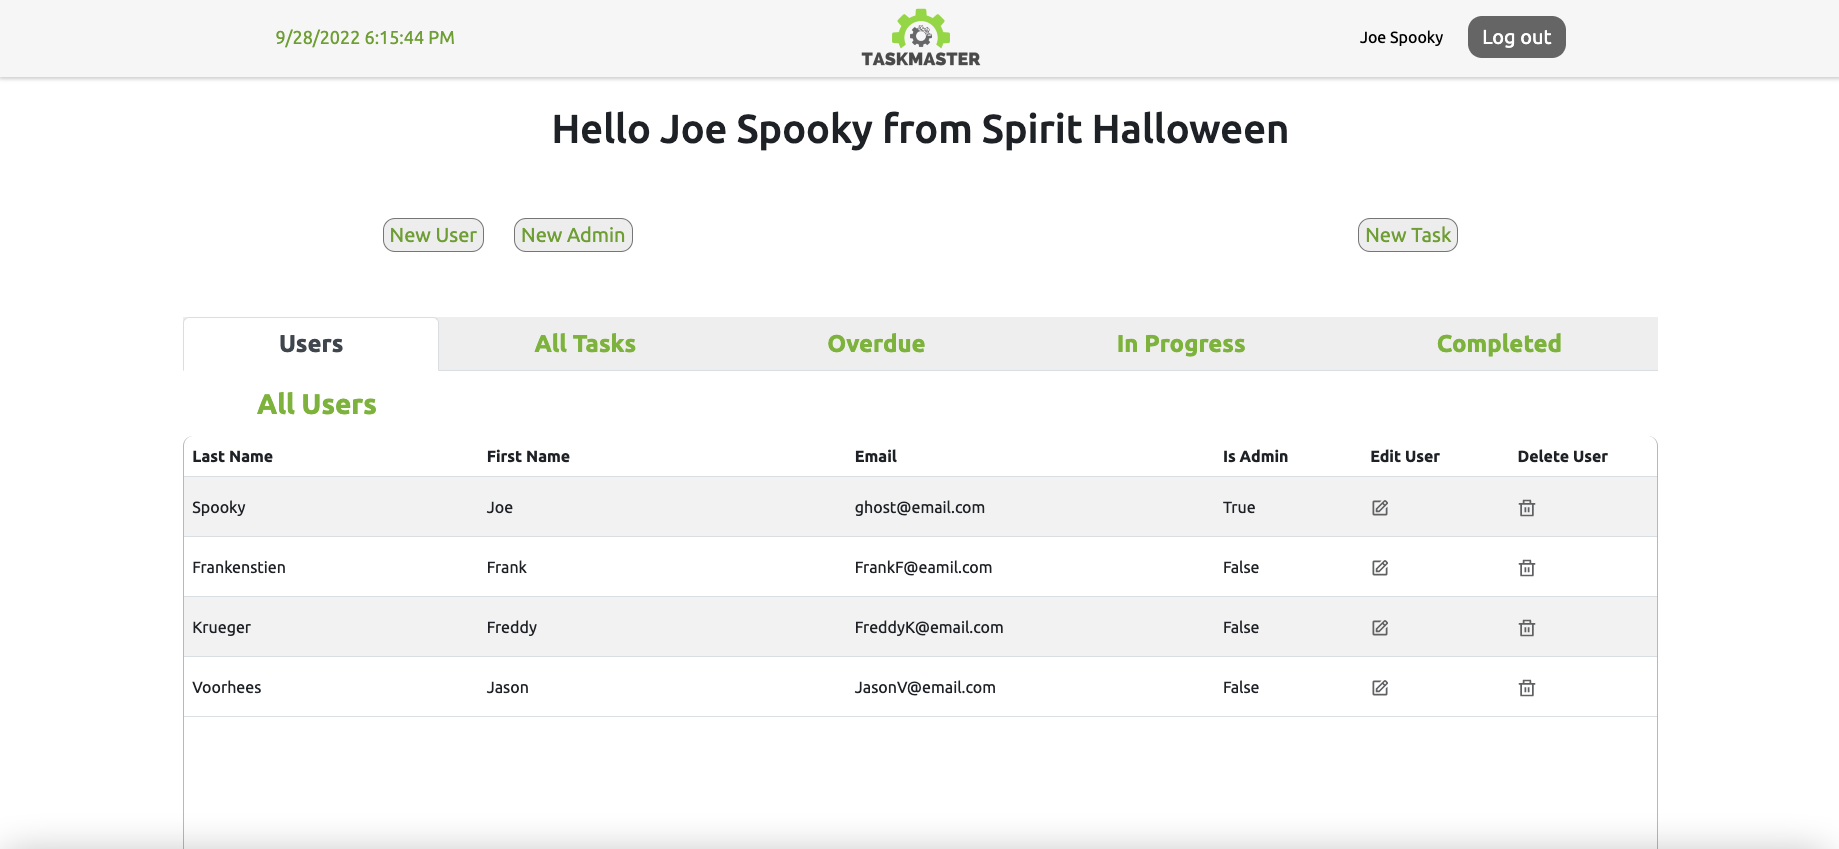 9/28/2022 6:15:44 PM
TASKMASTER
Joe Spooky Log out
Hello Joe Spooky from Spirit Halloween
New User New Admin New Task
Users All Tasks Overdue In Progress Completed
All Users
Last Name First Name Email Is Admin Edit User Delete User
Spooky Joe ghost@email.com True
Frankenstien Frank FrankF@eamil.com False
Krueger Freddy FreddyK@email.com False
Voorhees Jason JasonV@email.com False